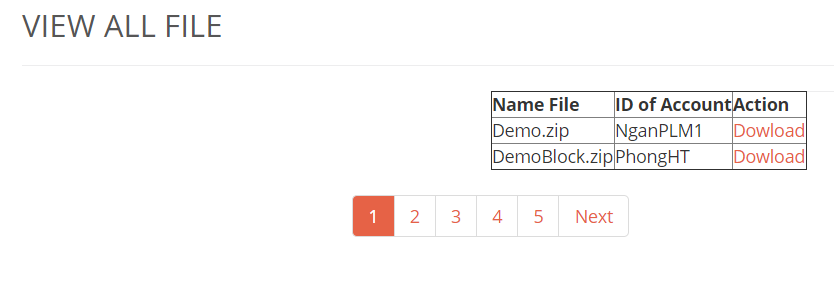 VIEW ALL FILE
Name File ID of Account Action
Demo.zip NganPLM1 Dowload
DemoBlock.zip PhongHT Dowload
1 2 3 4 5 Next